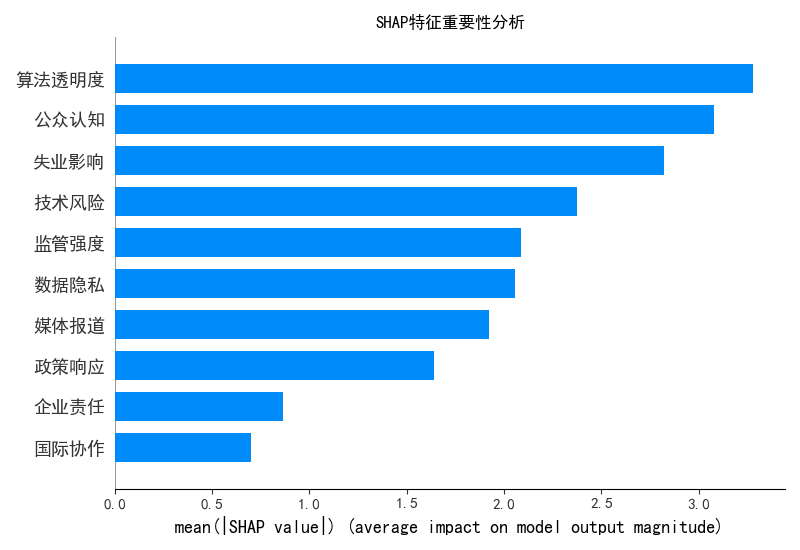 SHAP特征重要性分析
算法透明度
公众认知
失业影响
技术风险
监管强度
数据隐私
媒体报道
政策响应
企业责任
国际协作
0.0 0.5 1.0 1.5 2.0 2.5 3.0
mean(|SHAP value|) (average impact on model output magnitude)